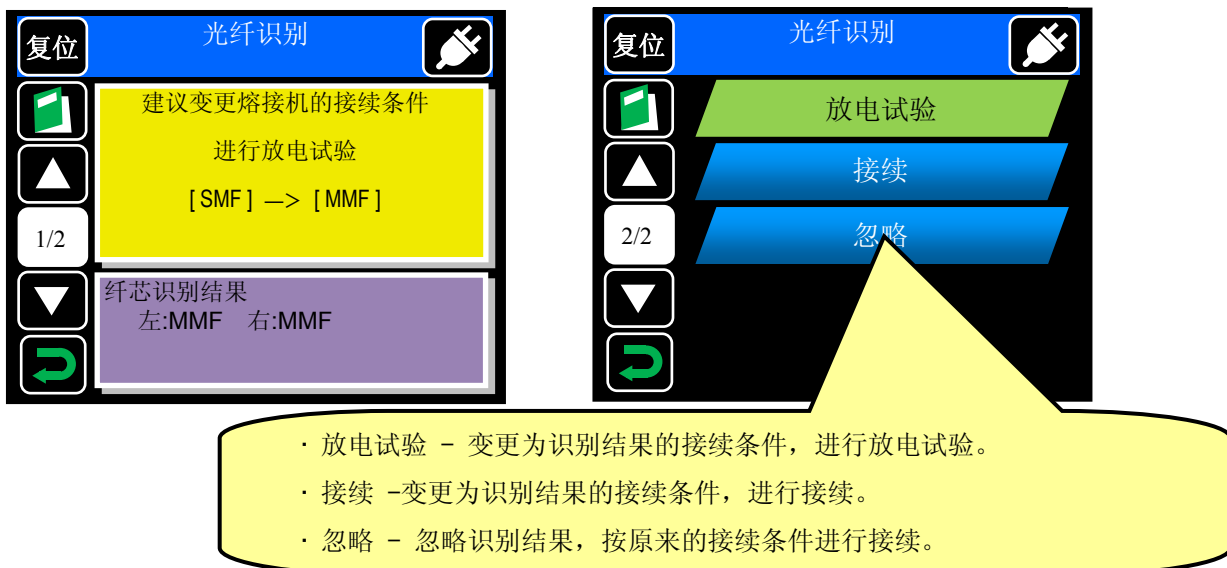 复位
光纤识别
建议变更熔接机的接续条件
进行放电试验
[ SMF ] —> [ MMF ]
1/2
纤芯识别结果
左:MMF 右:MMF
复位
光纤识别
放电试验
接续
2/2
忽略
· 放电试验 – 变更为识别结果的接续条件，进行放电试验。
· 接续 –变更为识别结果的接续条件，进行接续。
· 忽略 – 忽略识别结果，按原来的接续条件进行接续。